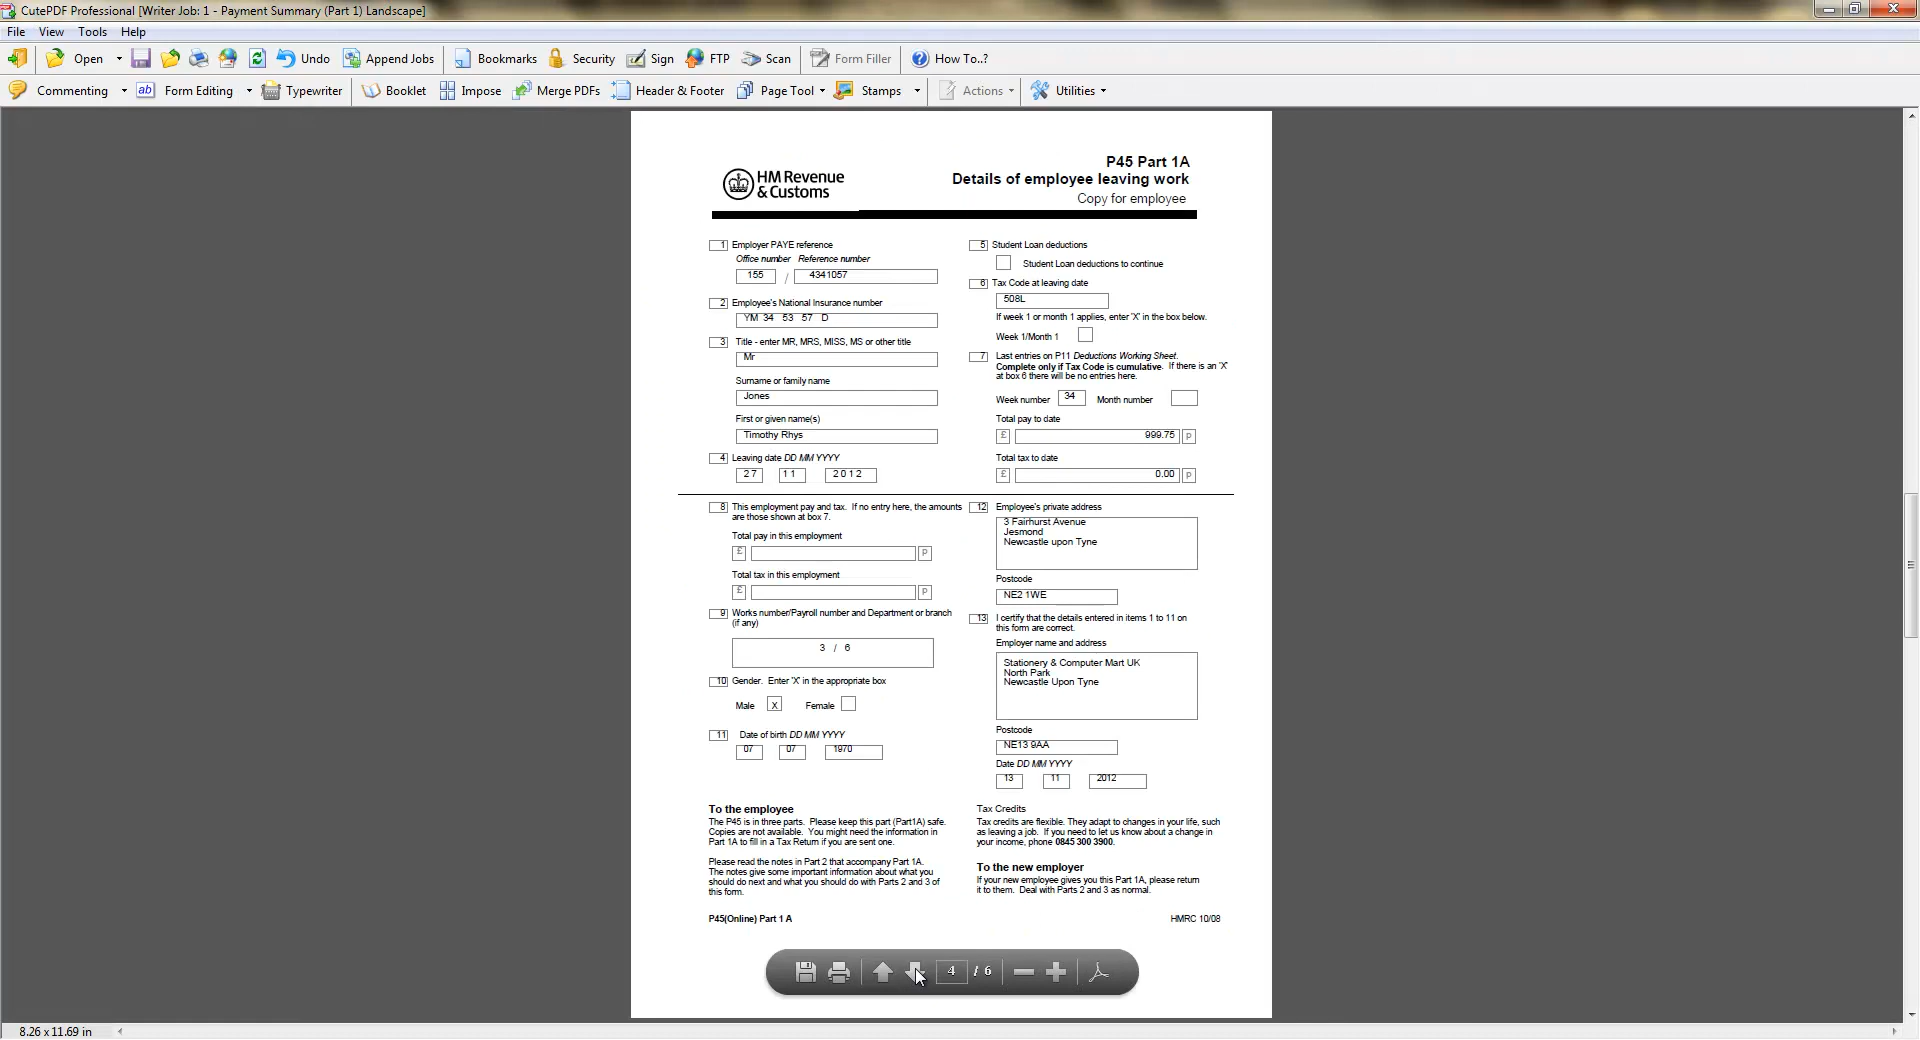 CutePDF Professional [Writer Job: 1 - Payment Summary (Part 1) Landscape]
File View Tools Help
Open Undo Append Jobs Bookmarks Security Sign FTP Scan Form Filler How To..?
Commenting ab Form Editing Typewriter Booklet Impose Merge PDFs Header & Footer Page Tool Stamps Actions Utilities
HM Revenue
& Customs
P45 Part 1A
Details of employee leaving work
Copy for employee
1 Employer PAYE reference
Office number Reference number
155 / 4341057
2 Employee's National Insurance number
YM 34 53 57 D
3 Title - enter MR, MRS, MISS, MS or other title
Mr
Surname or family name
Jones
First or given name(s)
Timothy Rhys
4 Leaving date DD MM YYYY
27 11 2012
5 Student Loan deductions
Student Loan deductions to continue
6 Tax Code at leaving date
508L
If week 1 or month 1 applies, enter 'X' in the box below.
Week 1/Month 1
7 Last entries on P11 Deductions Working Sheet.
Complete only if Tax Code is cumulative. If there is an 'X'
at box 6 there will be no entries here.
Week number 34 Month number
Total pay to date
£ 999.75 p
Total tax to date
£ 0.00 p
8 This employment pay and tax. If no entry here, the amounts
are those shown at box 7.
Total pay in this employment
£ p
Total tax in this employment
£ p
9 Works number/Payroll number and Department or branch
(if any)
3 / 6
10 Gender. Enter 'X' in the appropriate box
Male X Female
11 Date of birth DD MM YYYY
07 07 1970
12 Employee's private address
3 Fairhurst Avenue
Jesmond
Newcastle upon Tyne
Postcode
NE2 1WE
13 I certify that the details entered in items 1 to 11 on
this form are correct.
Employer name and address
Stationery & Computer Mart UK
North Park
Newcastle Upon Tyne
Postcode
NE13 9AA
Date DD MM YYYY
13 11 2012
To the employee
The P45 is in three parts. Please keep this part (Part1A) safe.
Copies are not available. You might need the information in
Part 1A to fill in a Tax Return if you are sent one.
Please read the notes in Part 2 that accompany Part 1A.
The notes give some important information about what you
should do next and what you should do with Parts 2 and 3 of
this form.
Tax Credits
Tax credits are flexible. They adapt to changes in your life, such
as leaving a job. If you need to let us know about a change in
your income, phone 0845 300 3900.
To the new employer
If your new employee gives you this Part 1A, please return
it to them. Deal with Parts 2 and 3 as normal.
P45(Online) Part 1 A HMRC 10/08
4 / 6
8.26 x 11.69 in